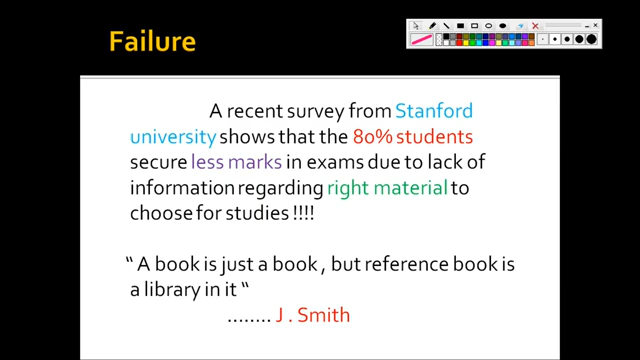 Failure
A recent survey from Stanford
university shows that the 80% students
secure less marks in exams due to lack of
information regarding right material to
choose for studies !!!!
“ A book is just a book , but reference book is
a library in it “
........ J . Smith